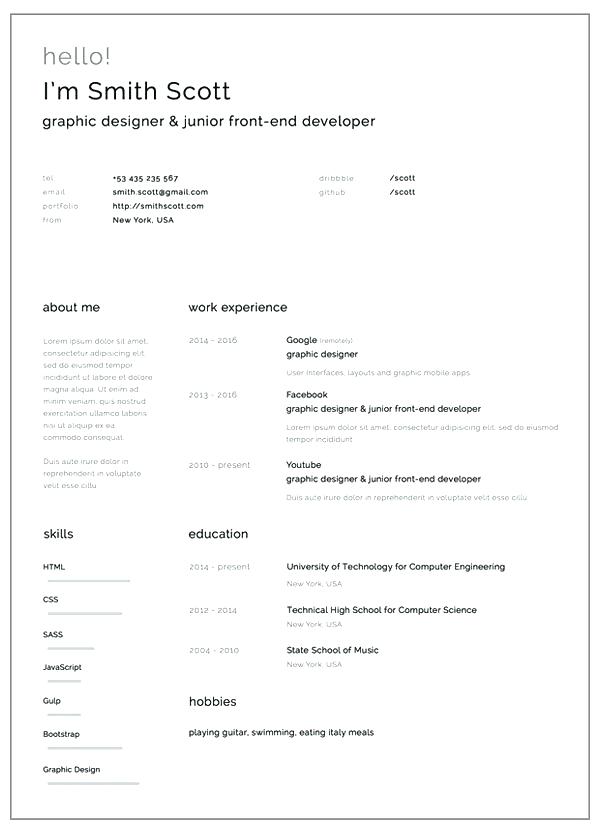 hello!
I'm Smith Scott
graphic designer & junior front-end developer
tel +53 435 235 567
email smith.scott@gmail.com
portfolio http://smithscott.com
from New York, USA
dribbble /scott
github /scott
about me
Lorem ipsum dolor sit amet,
consectetur adipisicing elit,
sed do eiusmod tempor
incididunt ut labore et dolore
magna aliqua. Ut enim ad
minim veniam, quis nostrud
exercitation ullamco laboris
nisi ut aliquip ex ea
commodo consequat.
Duis aute irure dolor in
reprehenderit in voluptate
velit esse cillu
work experience
2014 - 2016 Google (remotely)
graphic designer
User interfaces, layouts and graphic mobile apps
2013 - 2016 Facebook
graphic designer & junior front-end developer
Lorem ipsum dolor sit amet, consectetur adipisicing elit, sed do eiusmod
tempor incididunt
2010 - present Youtube
graphic designer & junior front-end developer
Duis aute irure dolor in reprehenderit in voluptate velit esse cillu
skills
HTML
CSS
SASS
JavaScript
Gulp
Bootstrap
Graphic Design
education
2014 - present University of Technology for Computer Engineering
New York, USA
2012 - 2014 Technical High School for Computer Science
New York, USA
2004 - 2010 State School of Music
New York, USA
hobbies
playing guitar, swimming, eating italy meals